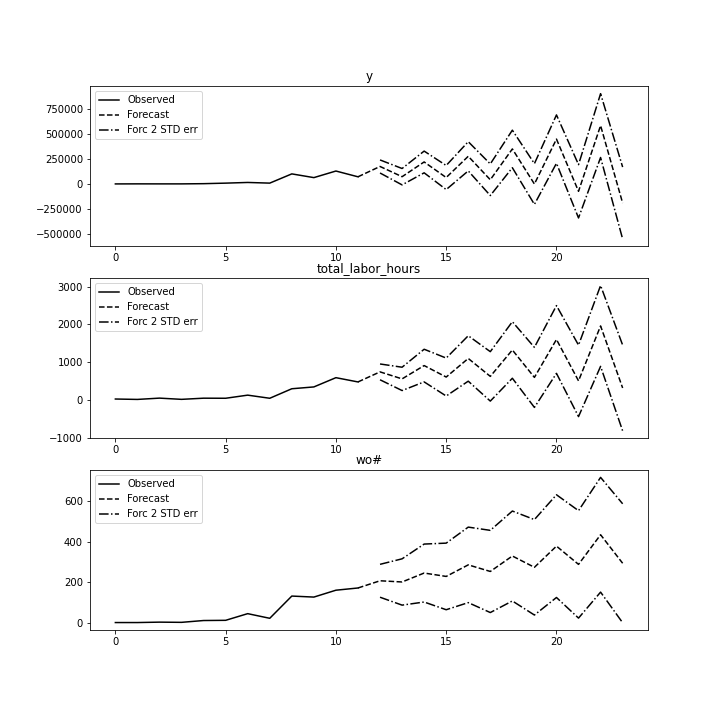 y
Observed
Forecast
Forc 2 STD err
750000
500000
250000
0
−250000
−500000
0 5 10 15 20
total_labor_hours
Observed
Forecast
Forc 2 STD err
3000
2000
1000
0
−1000
0 5 10 15 20
wo#
Observed
Forecast
Forc 2 STD err
600
400
200
0
0 5 10 15 20